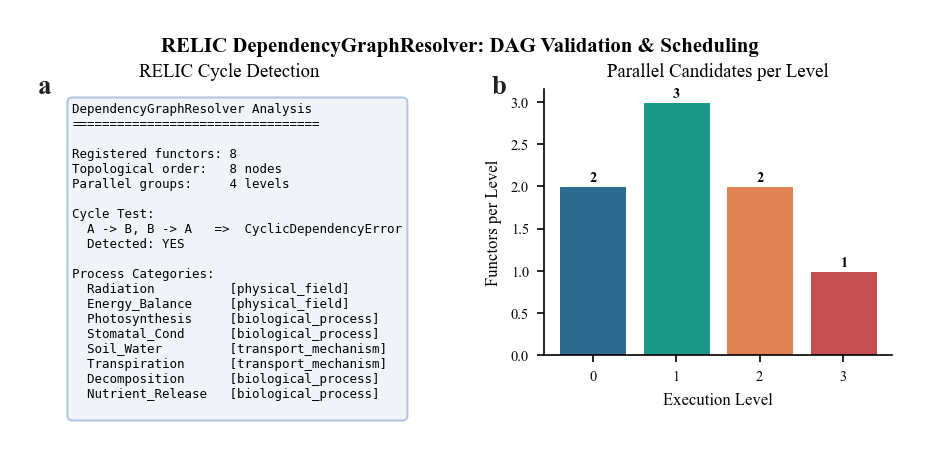 RELIC DependencyGraphResolver: DAG Validation & Scheduling
a
RELIC Cycle Detection
DependencyGraphResolver Analysis
=================================
Registered functors: 8
Topological order:   8 nodes
Parallel groups:     4 levels
Cycle Test:
  A -> B, B -> A   =>  CyclicDependencyError
  Detected: YES
Process Categories:
  Radiation          [physical_field]
  Energy_Balance     [physical_field]
  Photosynthesis     [biological_process]
  Stomatal_Cond      [biological_process]
  Soil_Water         [transport_mechanism]
  Transpiration      [transport_mechanism]
  Decomposition      [biological_process]
  Nutrient_Release   [biological_process]
b
Parallel Candidates per Level
Functors per Level
3.0
2.5
2.0
1.5
1.0
0.5
0.0
2
3
2
1
0 1 2 3
Execution Level